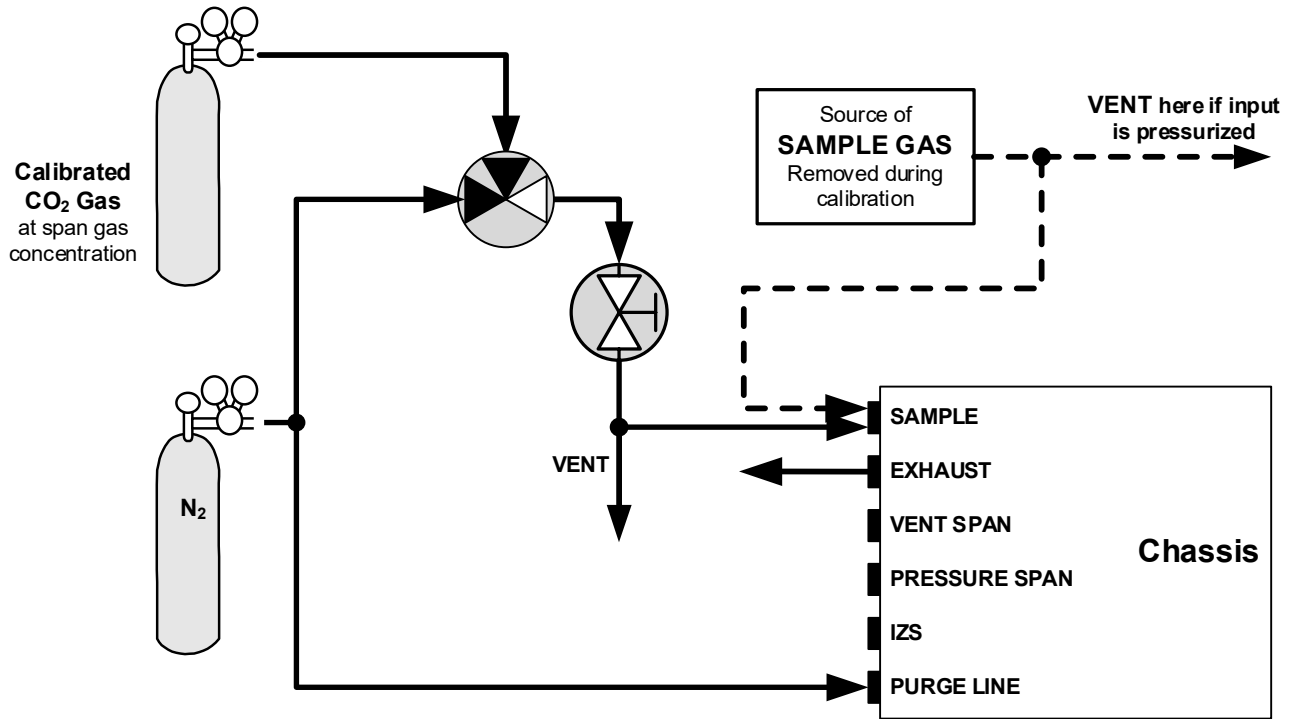 Calibrated
CO₂ Gas
at span gas
concentration
N₂
VENT
Source of
SAMPLE GAS
Removed during
calibration
VENT here if input
is pressurized
SAMPLE
EXHAUST
VENT SPAN
PRESSURE SPAN
IZS
PURGE LINE
Chassis